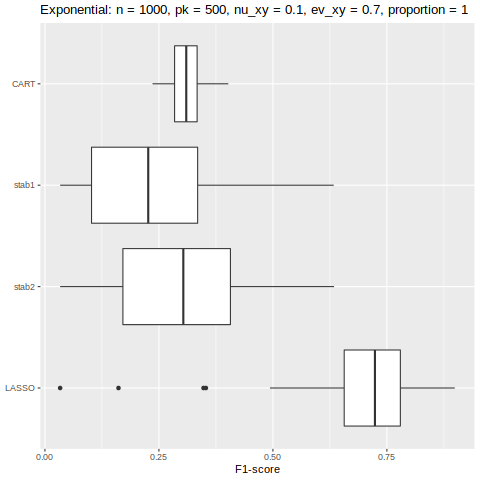 Exponential: n = 1000, pk = 500, nu_xy = 0.1, ev_xy = 0.7, proportion = 1
CART
stab1
stab2
LASSO
0.00 0.25 0.50 0.75
F1-score